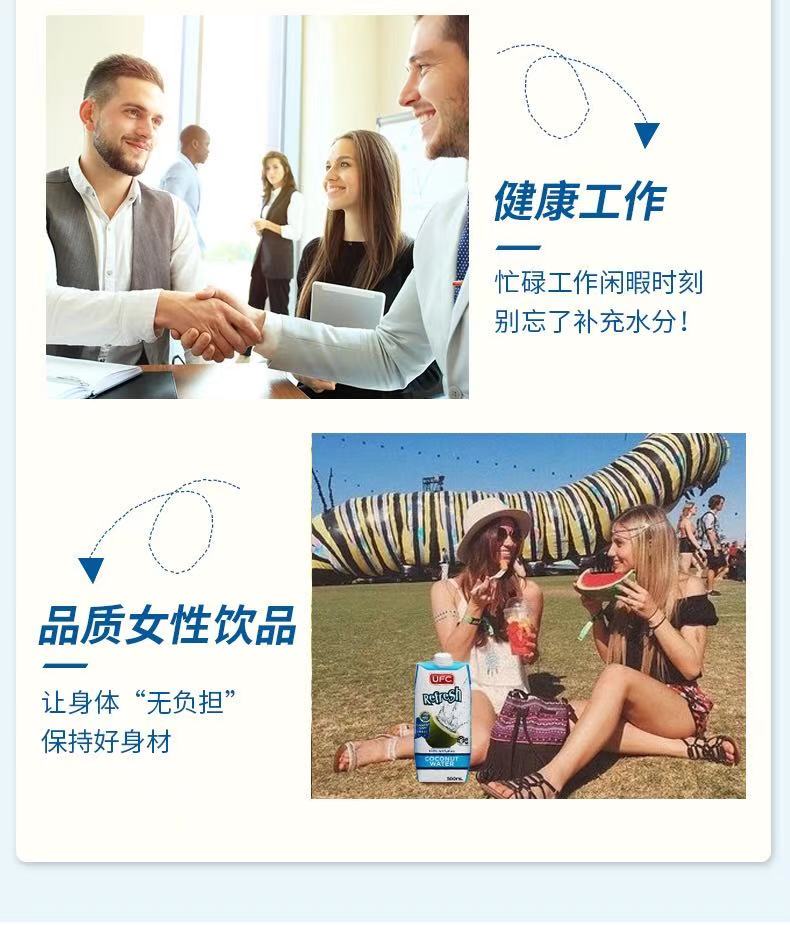 健康工作
忙碌工作闲暇时刻
别忘了补充水分！
品质女性饮品
让身体“无负担”
保持好身材
UFC
Refresh
COCONUT
WATER
500mL